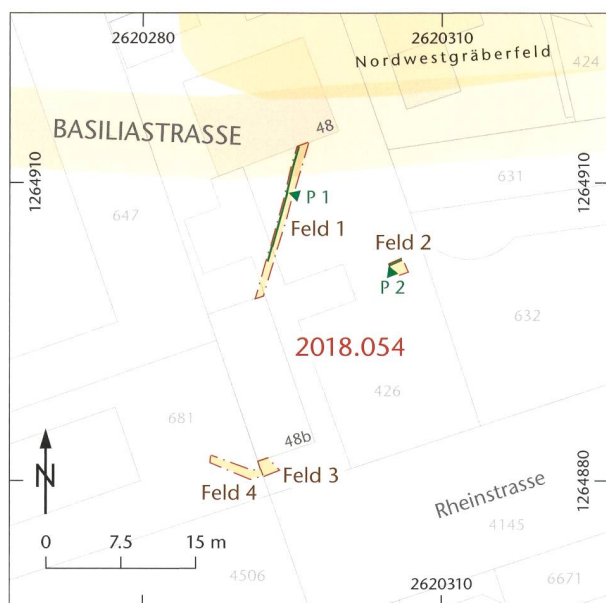 2620280
2620310
Nordwestgräberfeld
424
BASILIASTRASSE
48
1264910
1264910
631
P 1
647
Feld 1
Feld 2
P 2
632
2018.054
426
681
48b
Feld 3
Feld 4
N
1264880
Rheinstrasse
0 7.5 15 m
4145
4506
2620310
6671